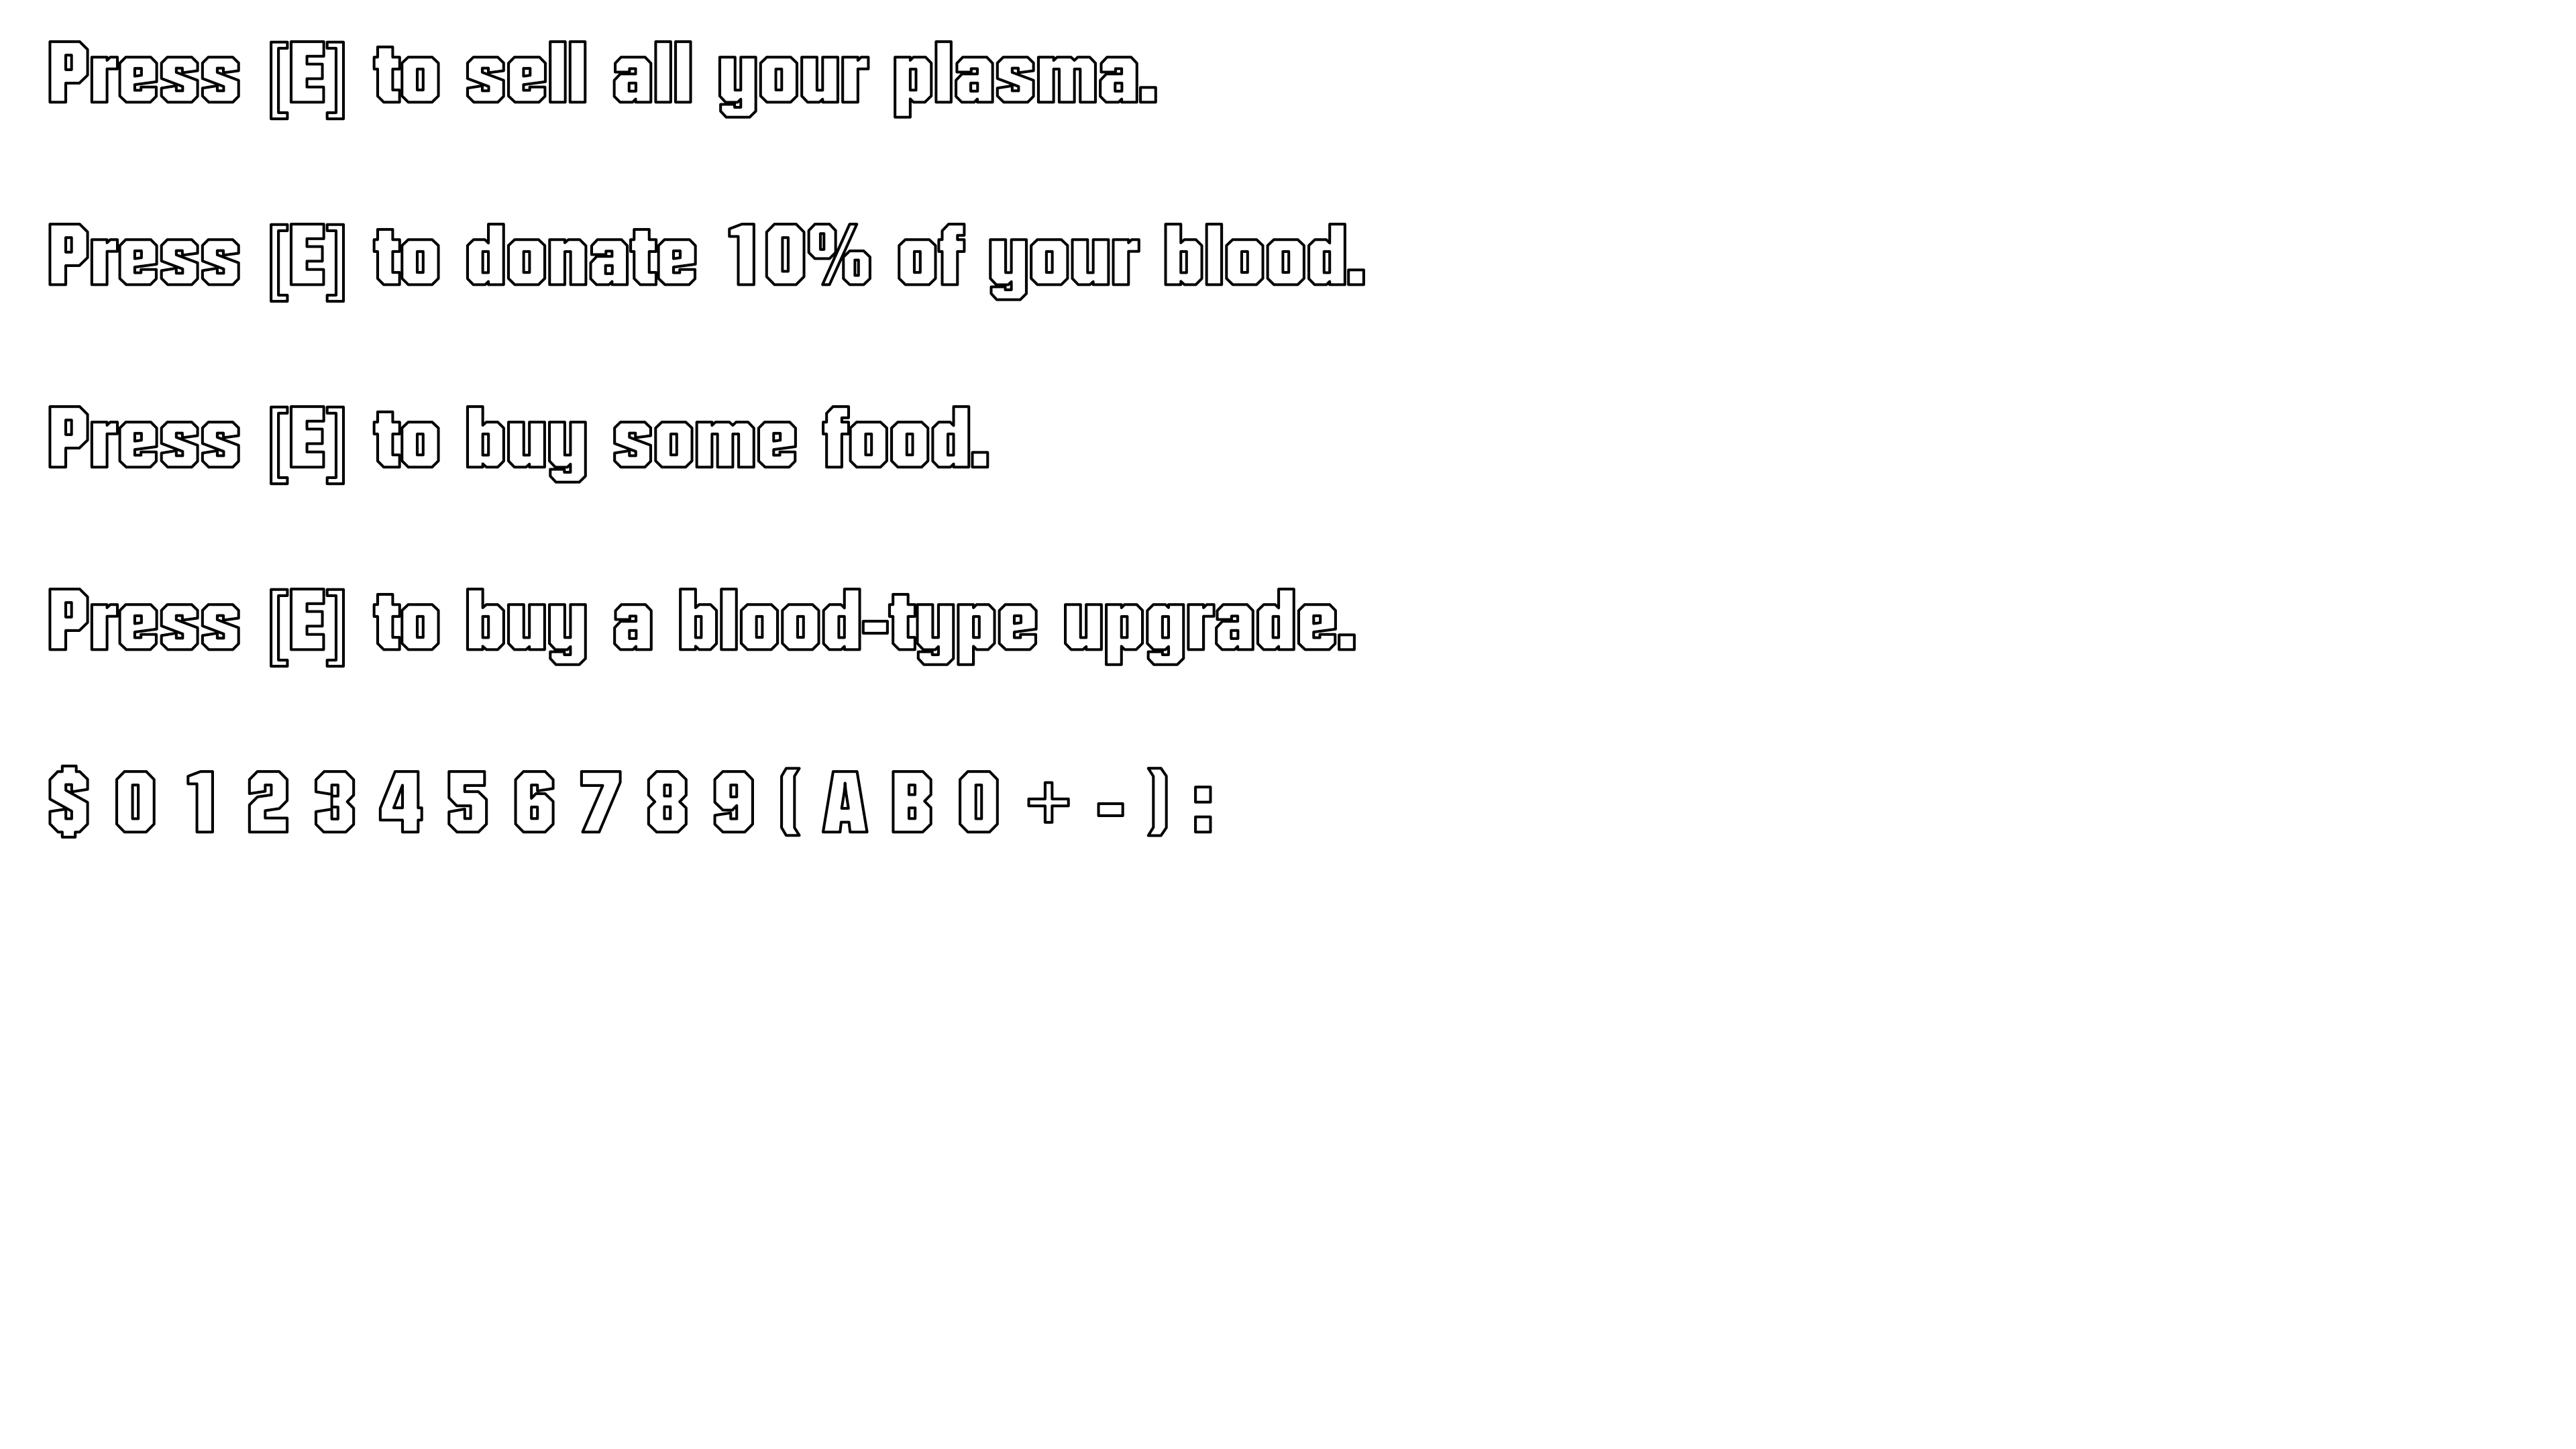 Press [E] to sell all your plasma.
Press [E] to donate 10% of your blood.
Press [E] to buy some food.
Press [E] to buy a blood-type upgrade.
$ 0 1 2 3 4 5 6 7 8 9 ( A B O + - ) :